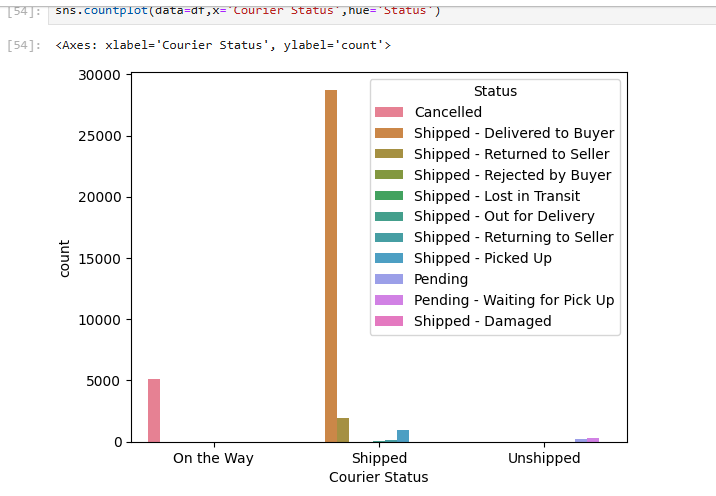 [54]: sns.countplot(data=df,x='Courier Status',hue='Status')
[54]: <Axes: xlabel='Courier Status', ylabel='count'>
30000
25000
20000
15000
10000
5000
0
count
Status
Cancelled
Shipped - Delivered to Buyer
Shipped - Returned to Seller
Shipped - Rejected by Buyer
Shipped - Lost in Transit
Shipped - Out for Delivery
Shipped - Returning to Seller
Shipped - Picked Up
Pending
Pending - Waiting for Pick Up
Shipped - Damaged
On the Way Shipped Unshipped
Courier Status